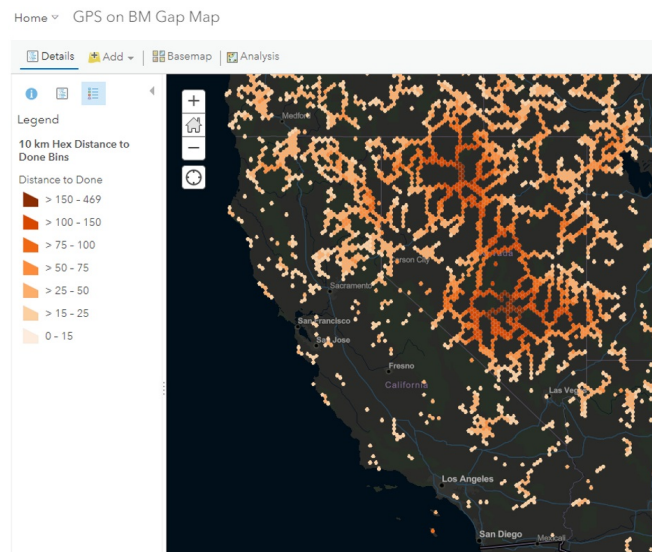 Home GPS on BM Gap Map
Details Add Basemap Analysis
Legend
10 km Hex Distance to
Done Bins
Distance to Done
> 150 - 469
> 100 - 150
> 75 - 100
> 50 - 75
> 25 - 50
> 15 - 25
0 - 15
Medford
Carson City
Sacramento
San Francisco
San Jose
Fresno
California
Las Vegas
Los Angeles
San Diego
Mexicali